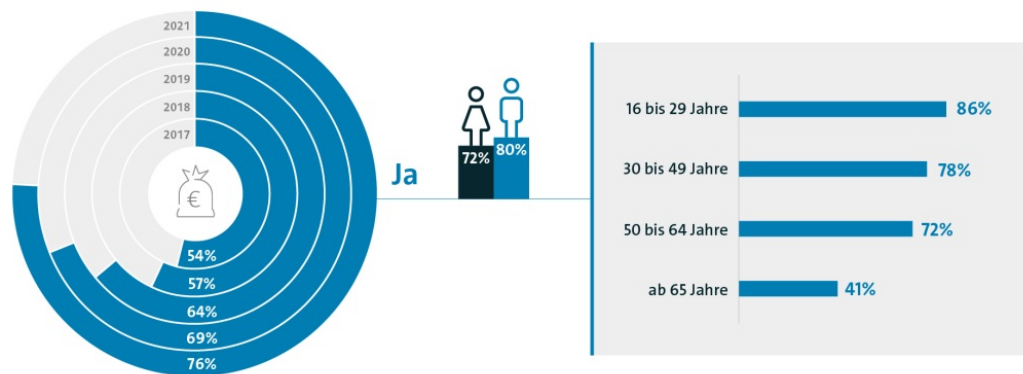 2021
2020
2019
2018
2017
€
54%
57%
64%
69%
76%
Ja
72%
80%
16 bis 29 Jahre 86%
30 bis 49 Jahre 78%
50 bis 64 Jahre 72%
ab 65 Jahre 41%